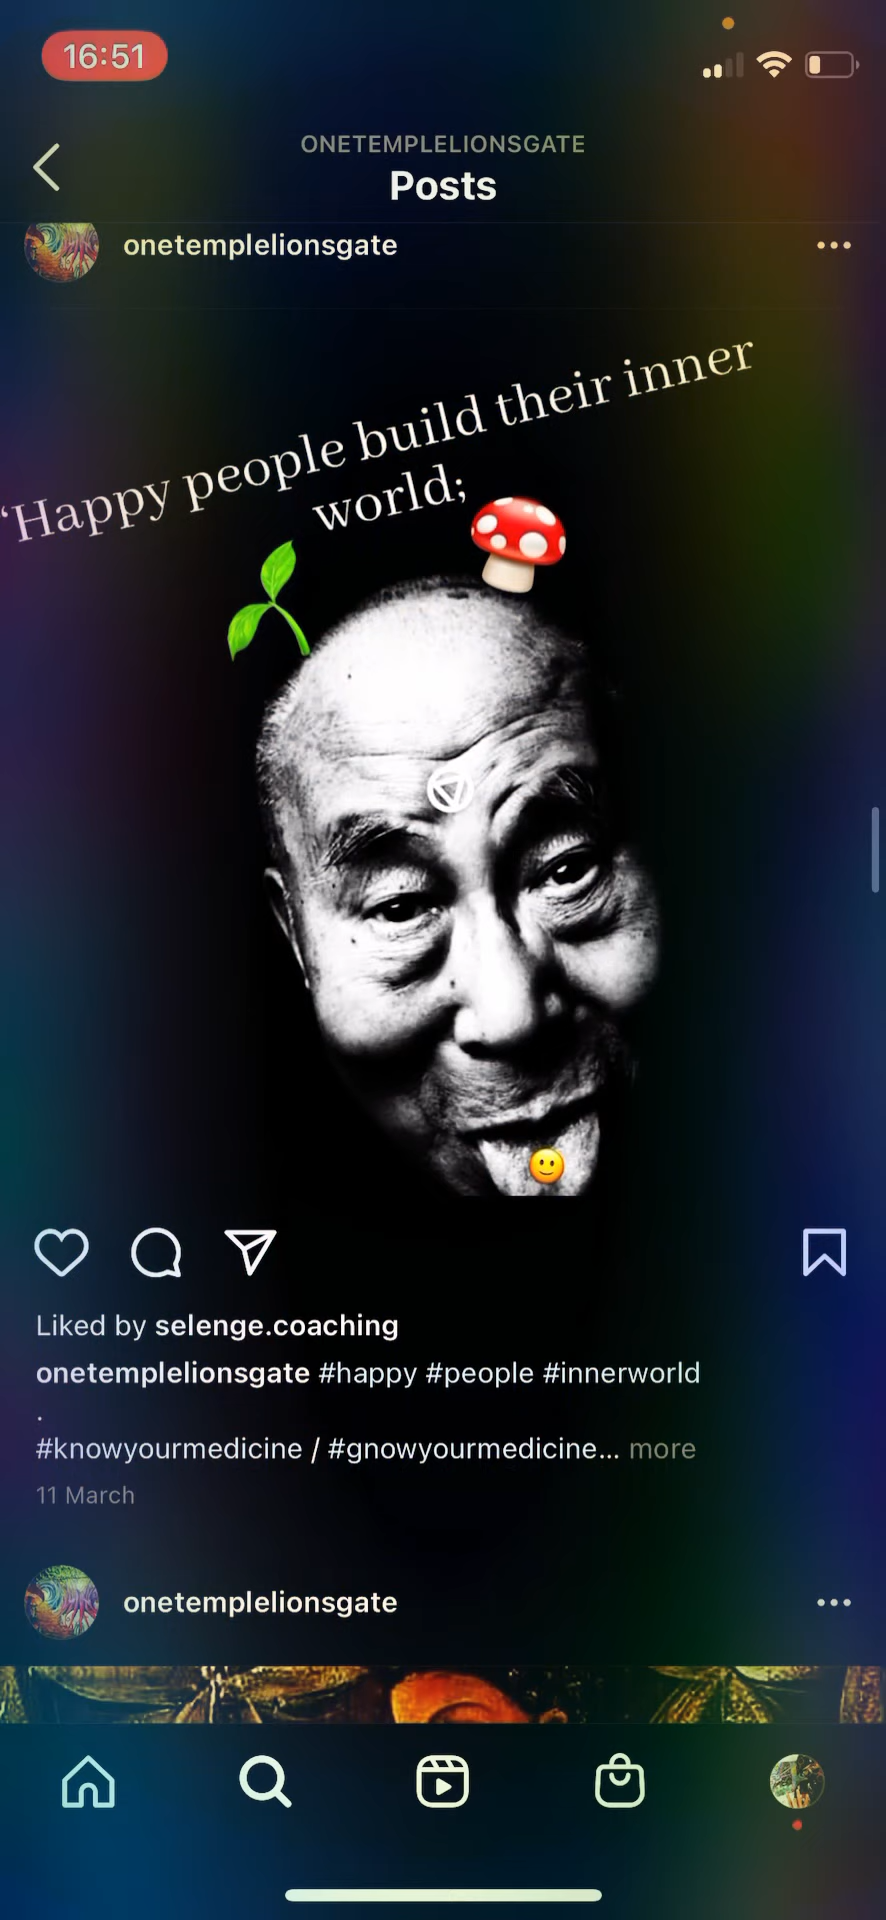 16:51
ONETEMPLELIONSGATE
Posts
onetemplelionsgate
‘Happy people build their inner
world;
Liked by selenge.coaching
onetemplelionsgate #happy #people #innerworld
.
#knowyourmedicine / #gnowyourmedicine... more
11 March
onetemplelionsgate